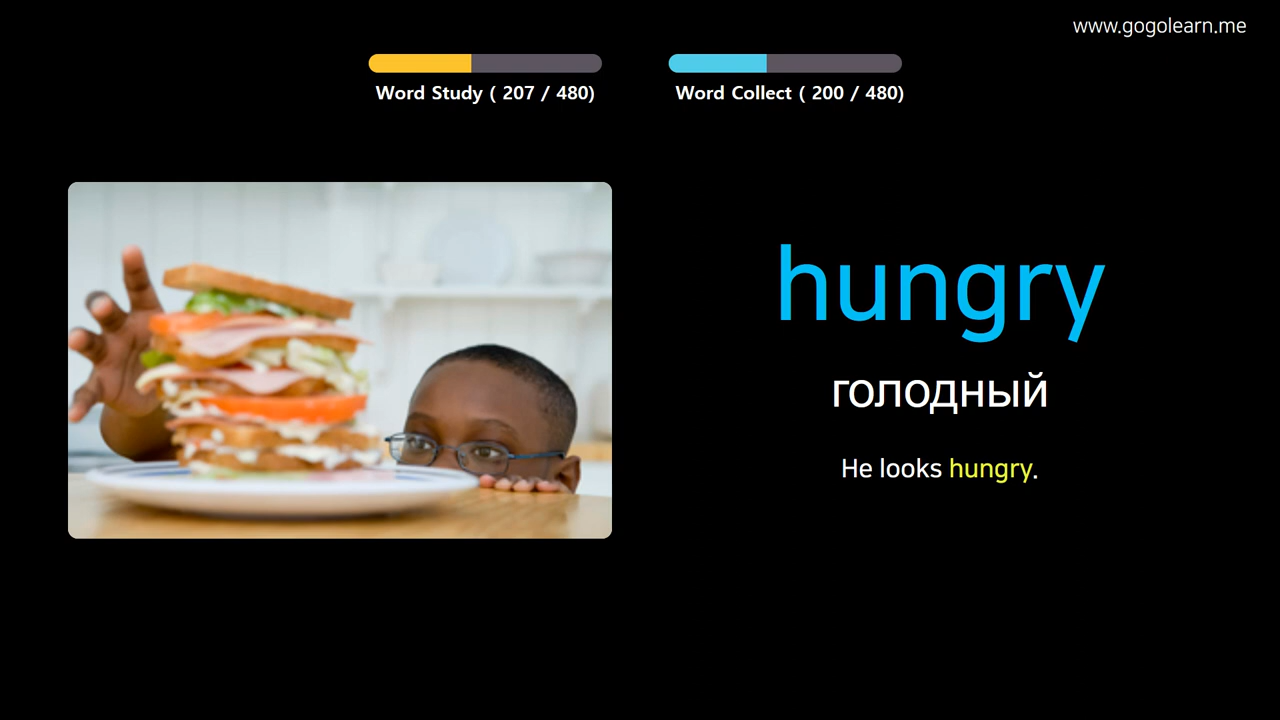 www.gogolearn.me
Word Study ( 207 / 480)
Word Collect ( 200 / 480)
hungry
голодный
He looks hungry.